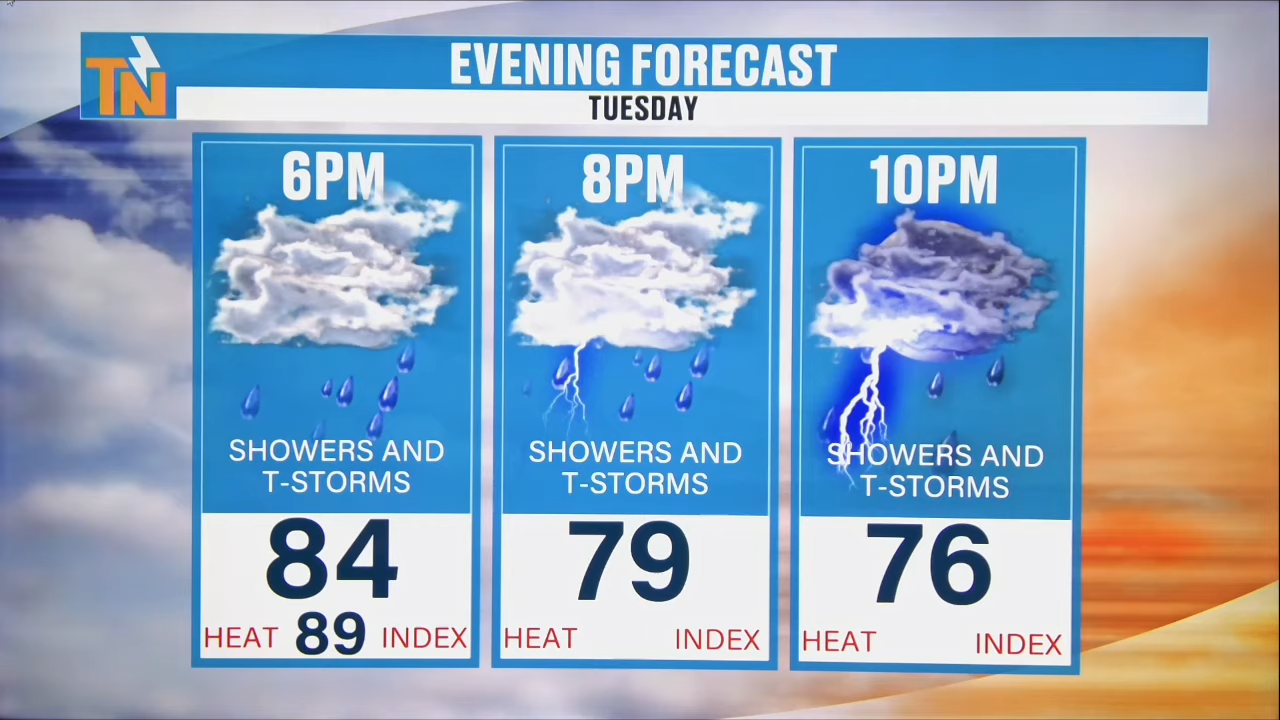 TN
EVENING FORECAST
TUESDAY
6PM
SHOWERS AND
T-STORMS
84
HEAT 89 INDEX
8PM
SHOWERS AND
T-STORMS
79
HEAT INDEX
10PM
SHOWERS AND
T-STORMS
76
HEAT INDEX